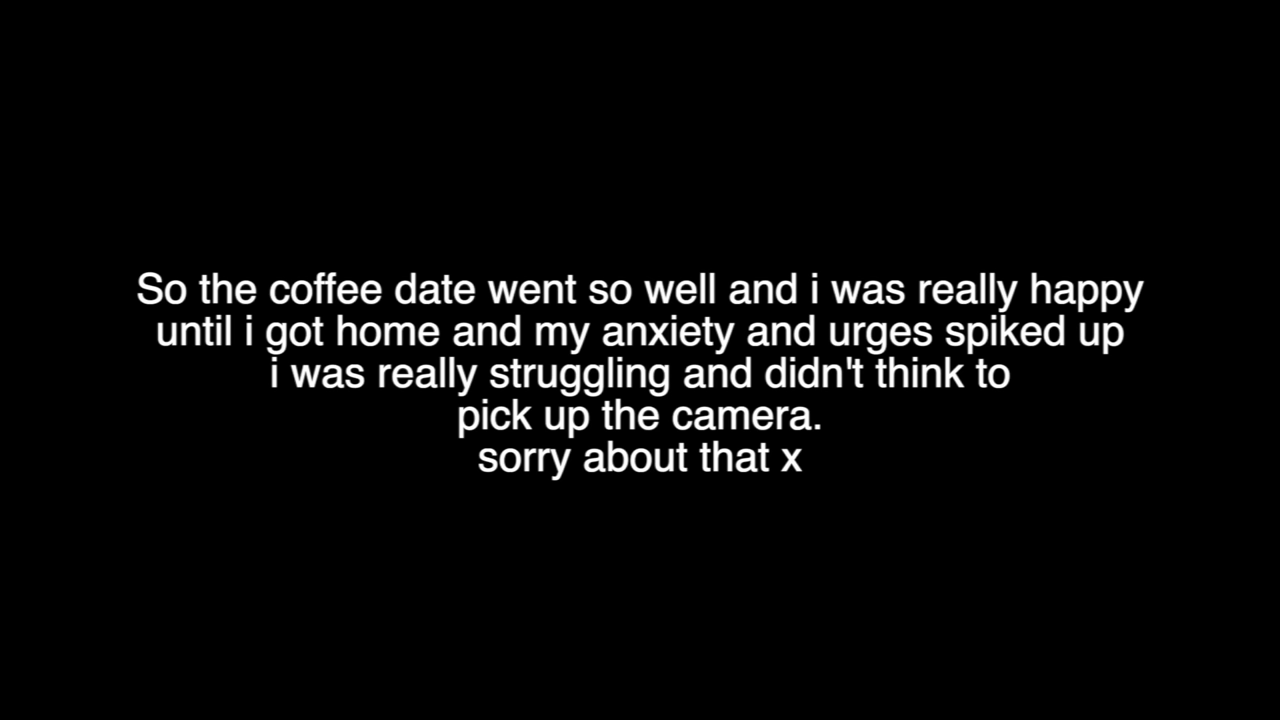 So the coffee date went so well and i was really happy
until i got home and my anxiety and urges spiked up
i was really struggling and didn't think to
pick up the camera.
sorry about that x